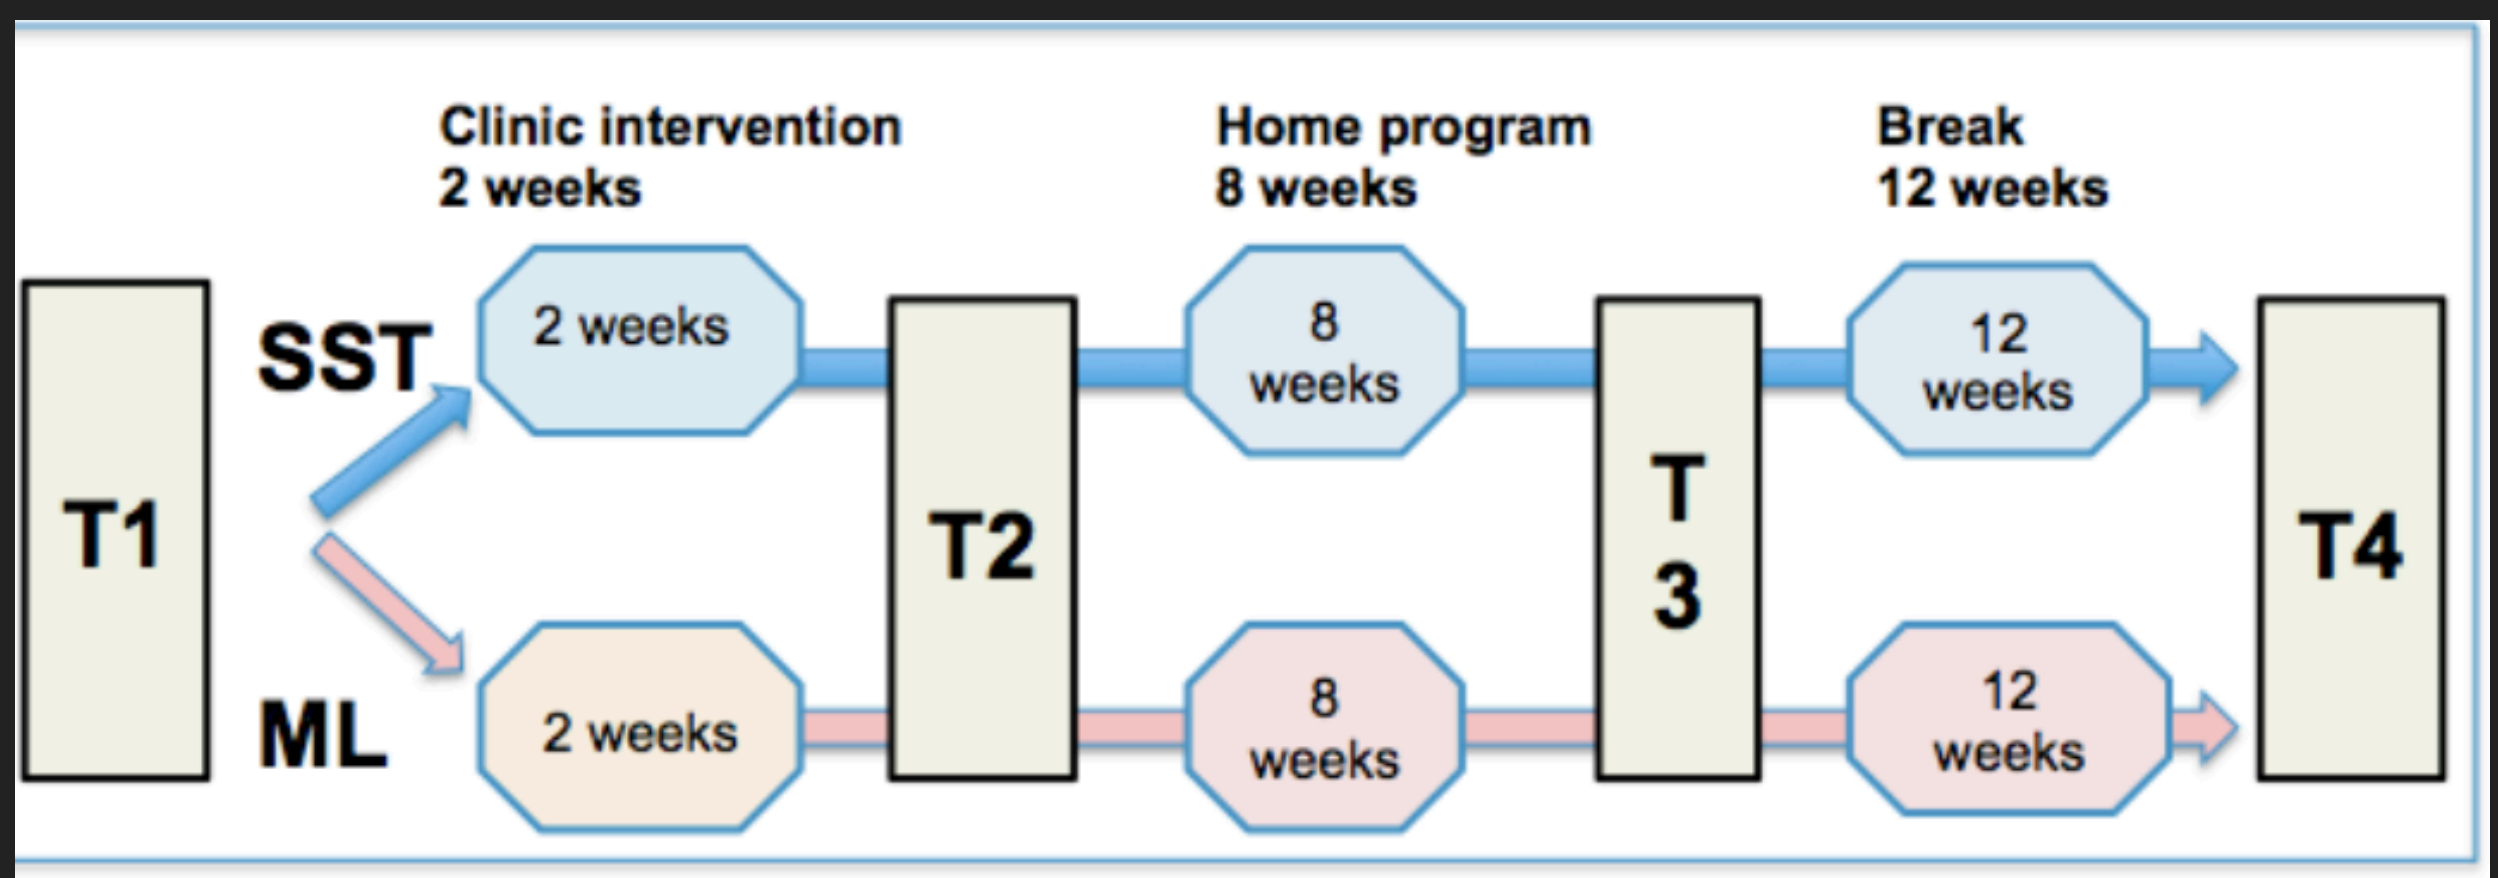 Clinic intervention
2 weeks
Home program
8 weeks
Break
12 weeks
T1
SST
2 weeks
T2
8
weeks
T
3
12
weeks
T4
ML
2 weeks
8
weeks
12
weeks